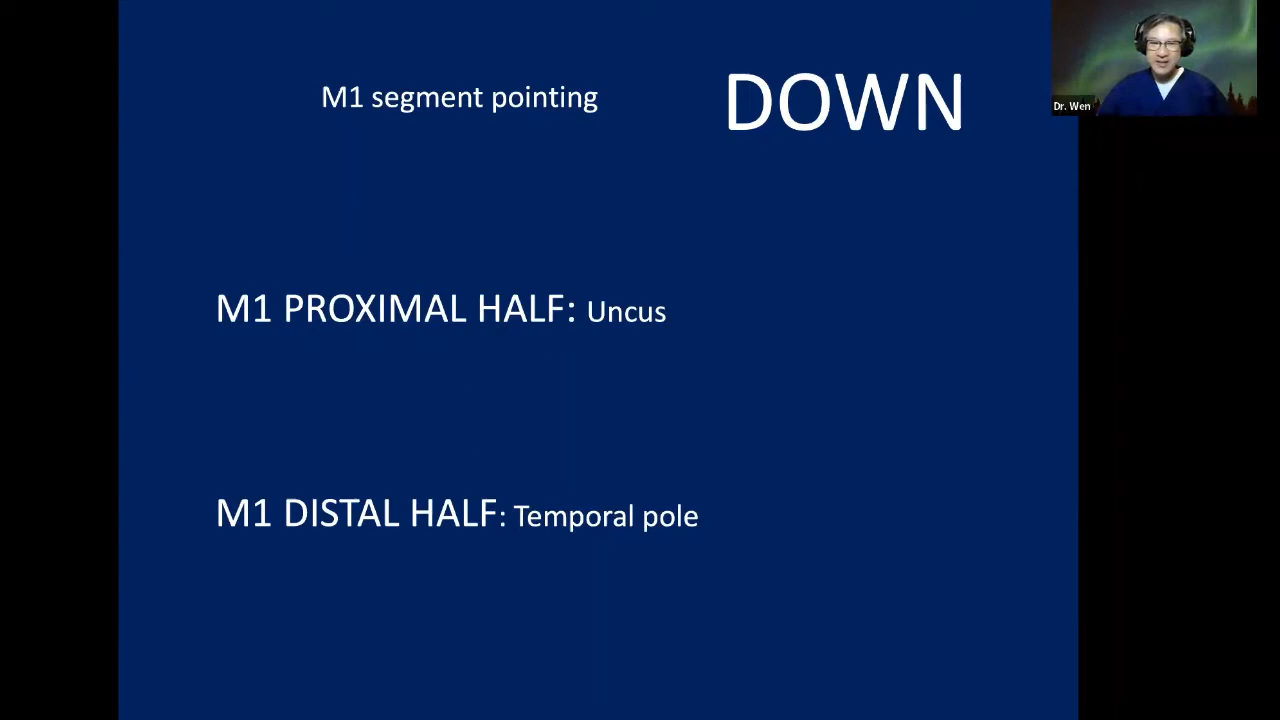 M1 segment pointing DOWN
Dr. Wen
M1 PROXIMAL HALF: Uncus
M1 DISTAL HALF: Temporal pole